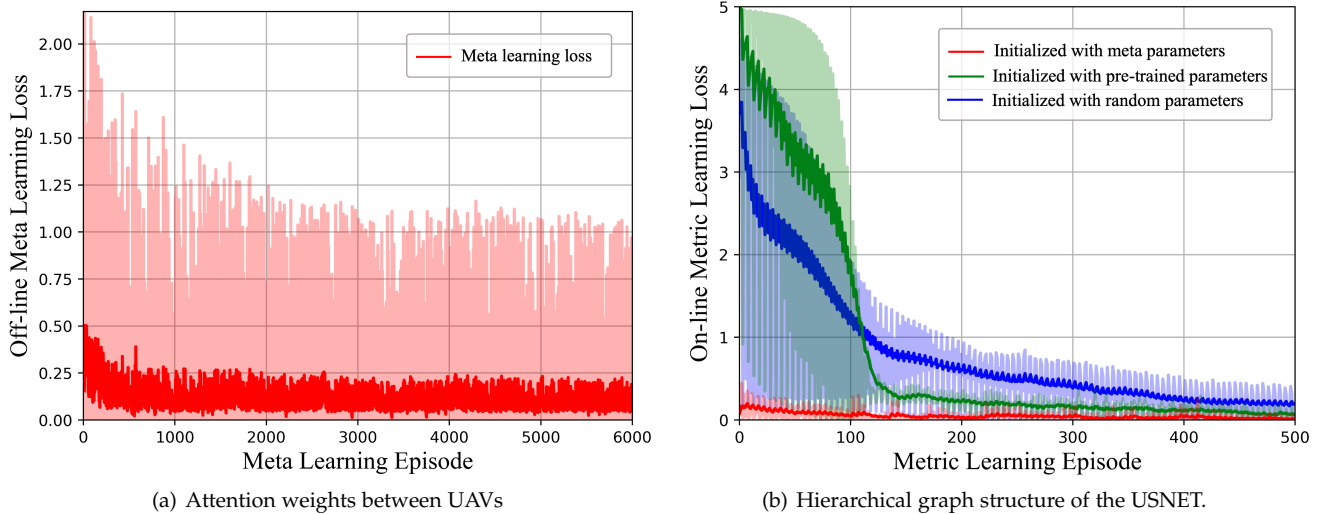 Off-line Meta Learning Loss
2.00
1.75
1.50
1.25
1.00
0.75
0.50
0.25
0.00
Meta learning loss
0 1000 2000 3000 4000 5000 6000
Meta Learning Episode
(a) Attention weights between UAVs
On-line Metric Learning Loss
5
4
3
2
1
0
Initialized with meta parameters
Initialized with pre-trained parameters
Initialized with random parameters
0 100 200 300 400 500
Metric Learning Episode
(b) Hierarchical graph structure of the USNET.